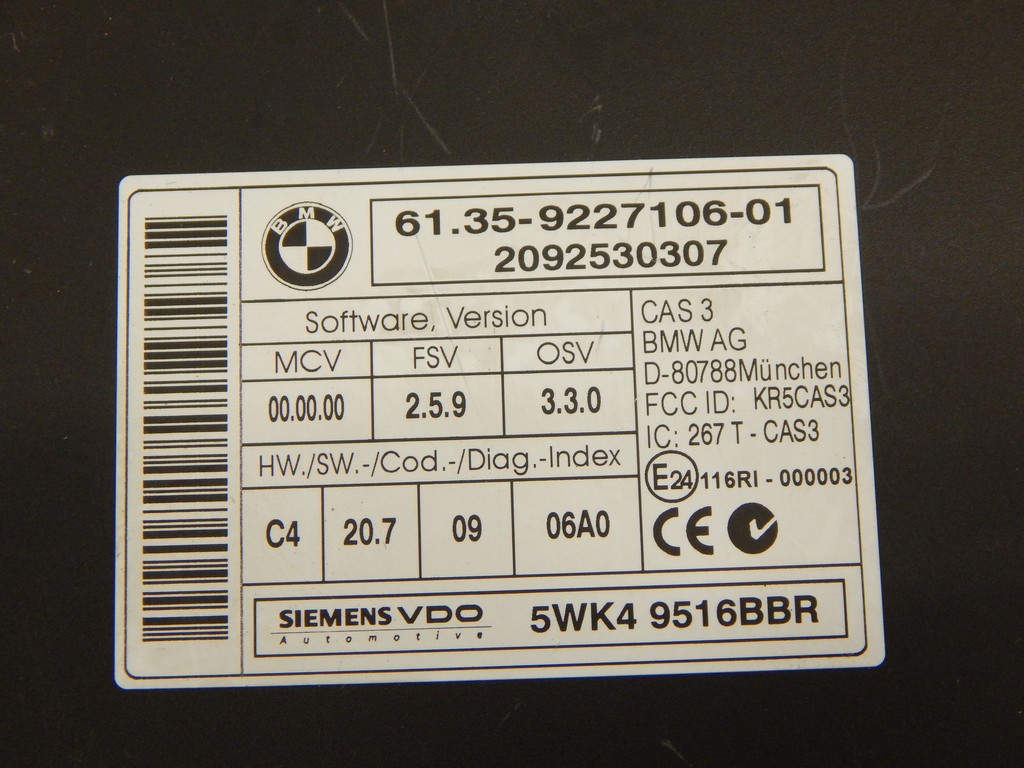 BMW
61.35-9227106-01
2092530307
Software, Version
MCV FSV OSV
00.00.00 2.5.9 3.3.0
HW./SW.-/Cod.-/Diag.-Index
C4 20.7 09 06A0
CAS 3
BMW AG
D-80788München
FCC ID: KR5CAS3
IC: 267 T - CAS3
E24 116RI - 000003
CE
SIEMENS VDO
Automotive
5WK4 9516BBR